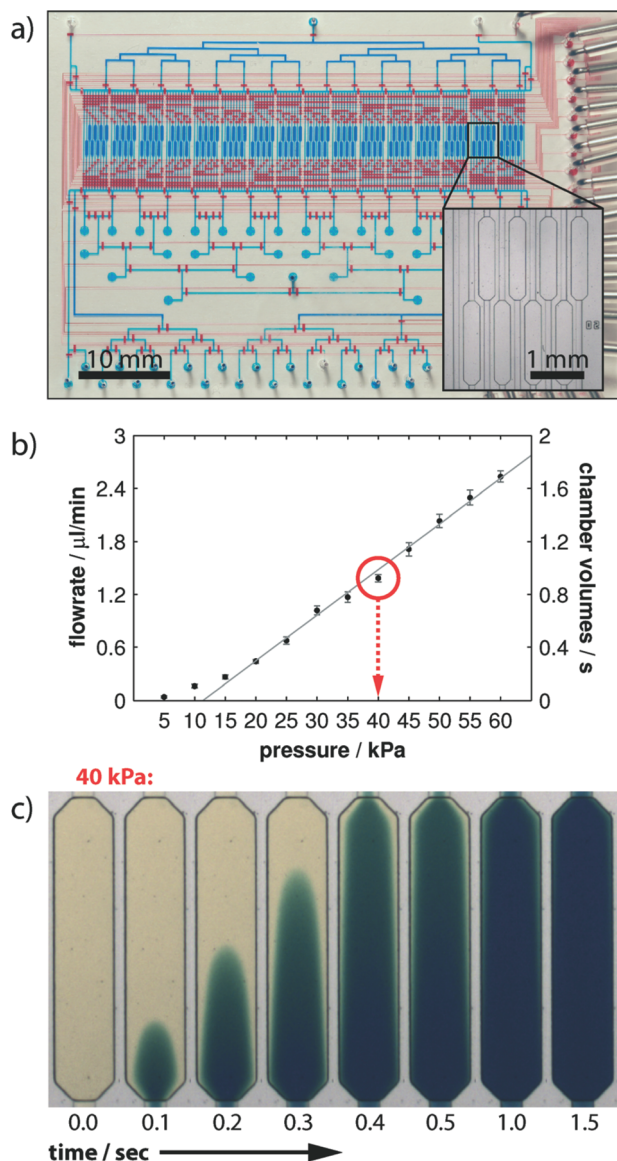 a)
10 mm
1 mm
b)
flowrate / µl/min
3
2.4
1.8
1.2
0.6
0
2
1.6
1.2
0.8
0.4
0
chamber volumes / s
5 10 15 20 25 30 35 40 45 50 55 60
pressure / kPa
40 kPa:
c)
0.0 0.1 0.2 0.3 0.4 0.5 1.0 1.5
time / sec